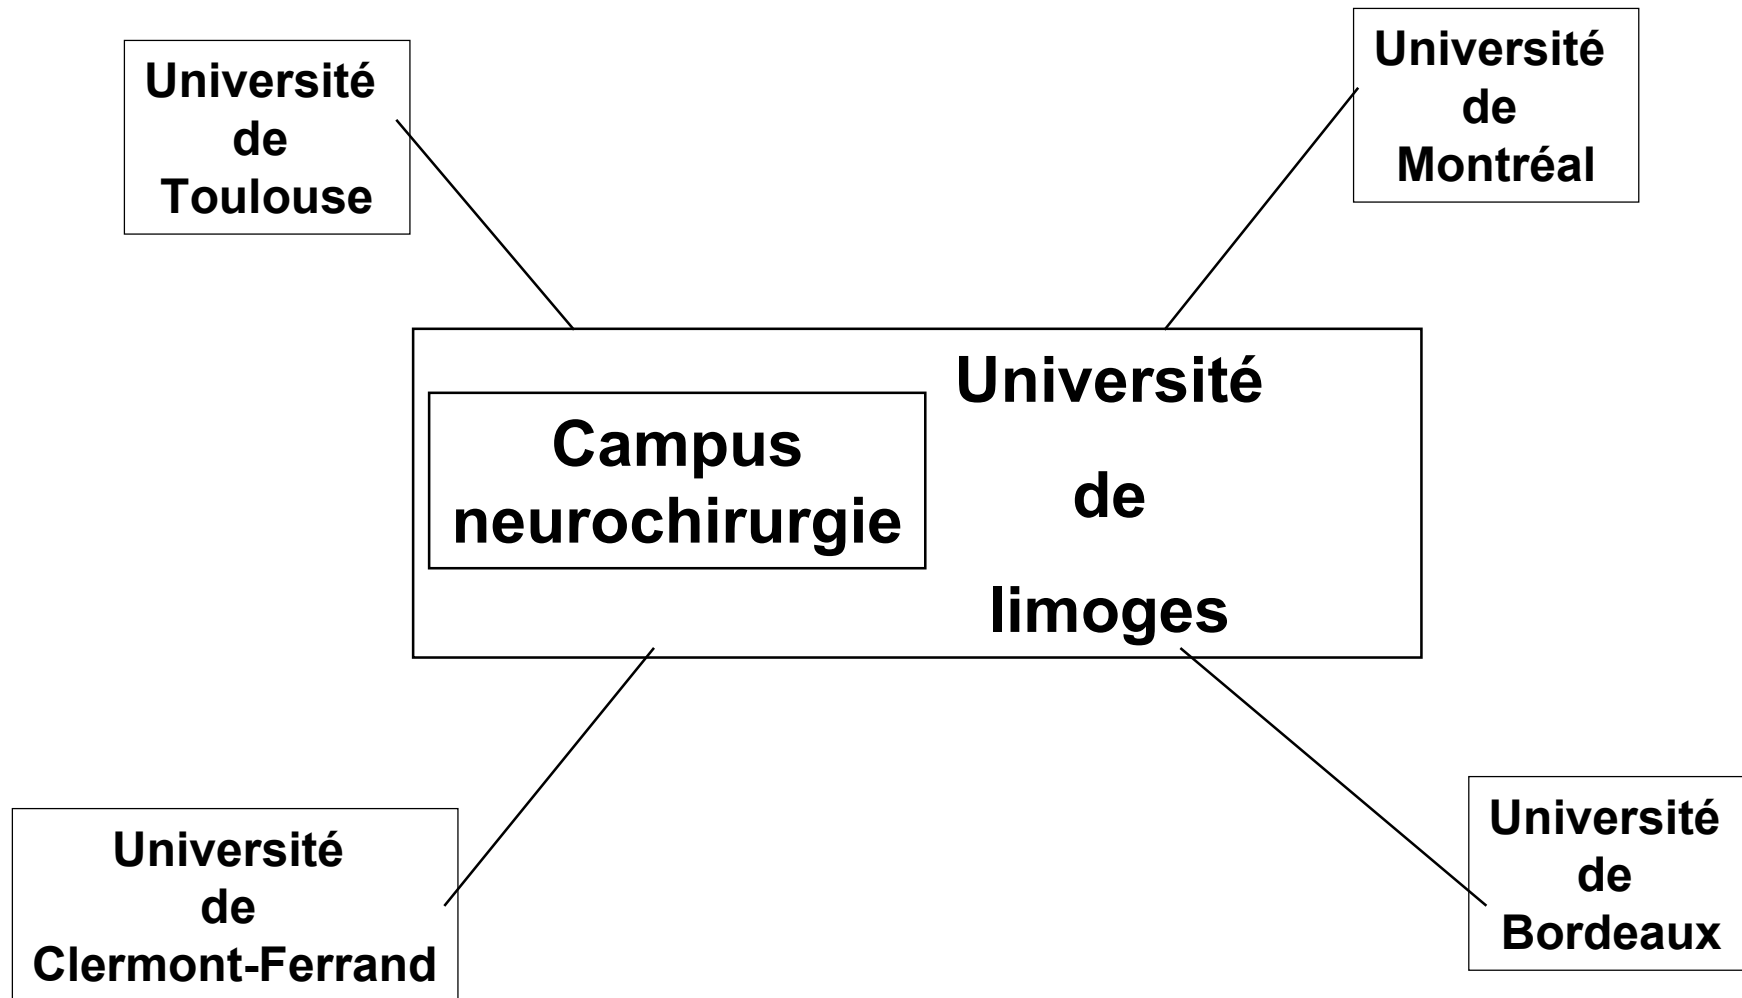 Université
de
Toulouse
Université
de
Montréal
Campus
neurochirurgie
Université
de
limoges
Université
de
Clermont-Ferrand
Université
de
Bordeaux